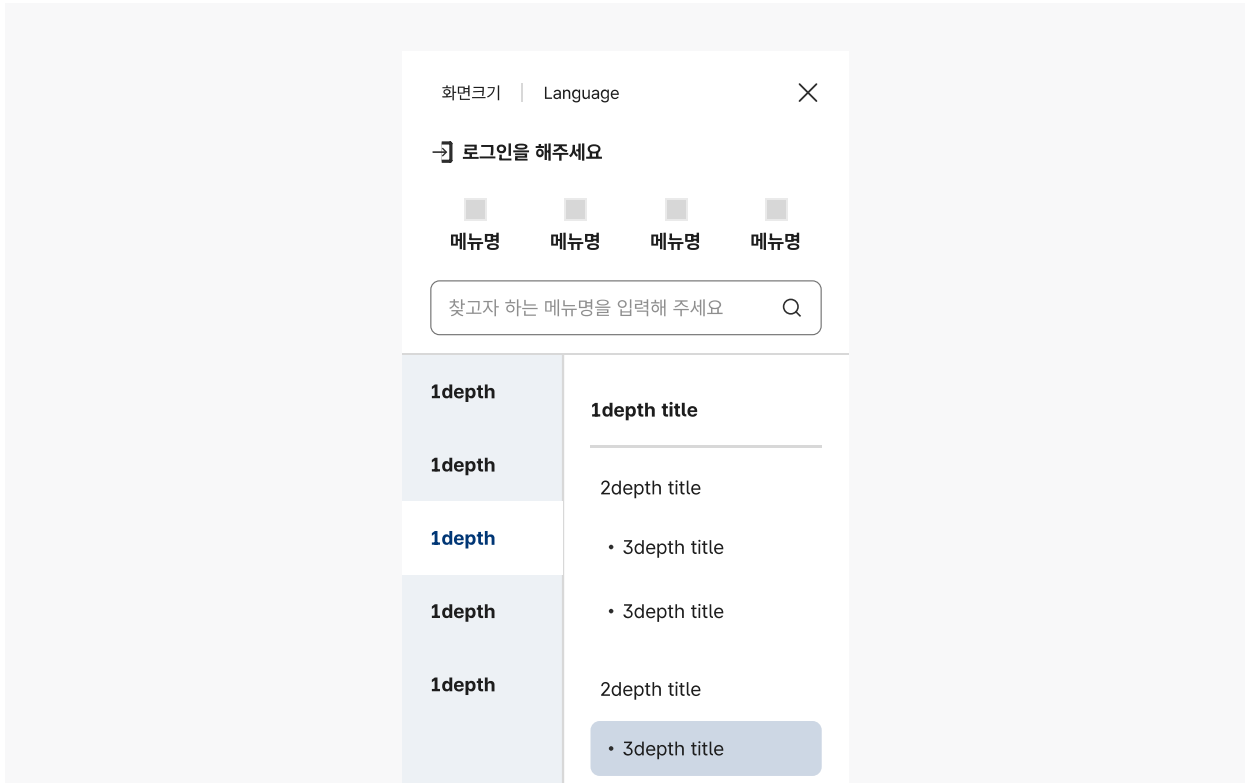 화면크기 | Language
로그인을 해주세요
메뉴명 메뉴명 메뉴명 메뉴명
찾고자 하는 메뉴명을 입력해 주세요
1depth
1depth
1depth
1depth
1depth
1depth title
2depth title
• 3depth title
• 3depth title
2depth title
• 3depth title